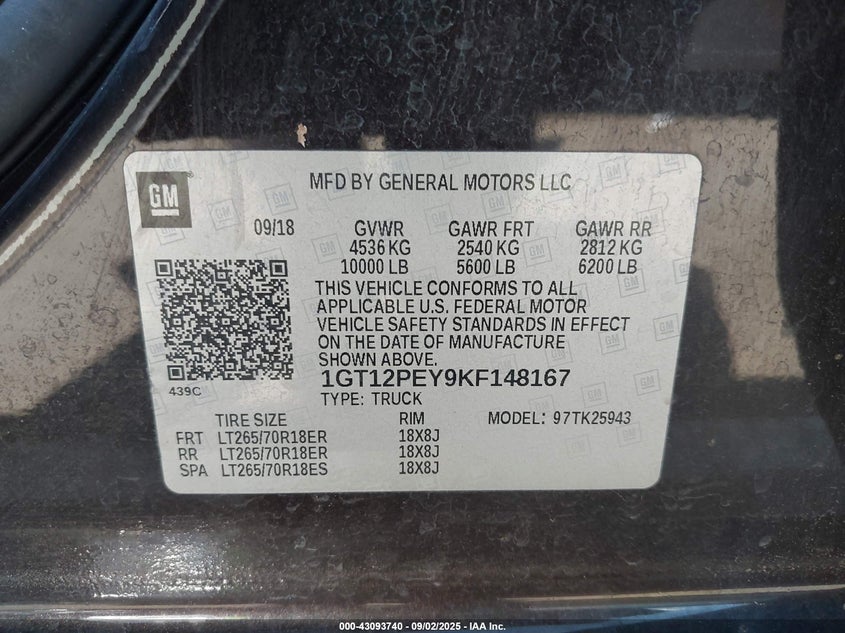 GM
MFD BY GENERAL MOTORS LLC
09/18 GVWR GAWR FRT GAWR RR
4536 KG 2540 KG 2812 KG
10000 LB 5600 LB 6200 LB
THIS VEHICLE CONFORMS TO ALL
APPLICABLE U.S. FEDERAL MOTOR
VEHICLE SAFETY STANDARDS IN EFFECT
ON THE DATE OF MANUFACTURE
SHOWN ABOVE.
439C
1GT12PEY9KF148167
TYPE: TRUCK
TIRE SIZE RIM MODEL: 97TK25943
FRT LT265/70R18ER 18X8J
RR LT265/70R18ER 18X8J
SPA LT265/70R18ES 18X8J
000-43093740 - 09/02/2025 - IAA Inc.